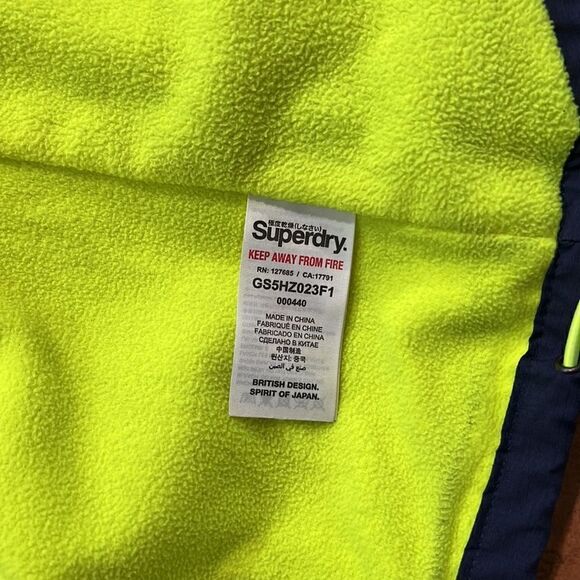 極度乾燥(しなさい)
Superdry.
KEEP AWAY FROM FIRE
RN: 127685 / CA:17791
GS5HZ023F1
000440
MADE IN CHINA
FABRIQUÉ EN CHINE
FABRICADO EN CHINA
СДЕЛАНО В КИТАЕ
中国制造
원산지: 중국
صنع في الصين
BRITISH DESIGN.
SPIRIT OF JAPAN.